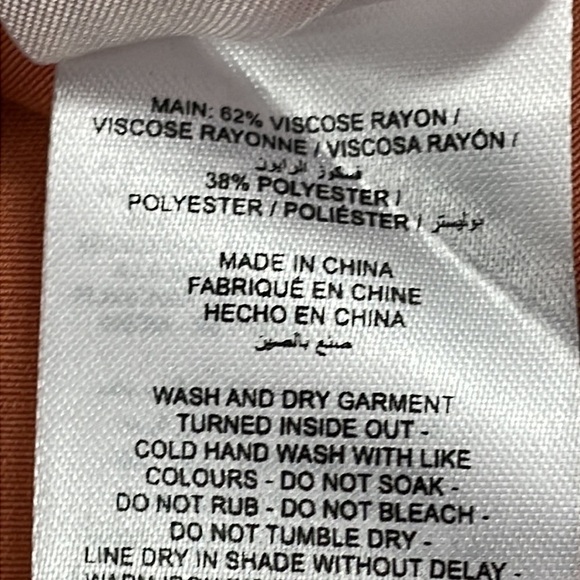 MAIN: 62% VISCOSE RAYON /
VISCOSE RAYONNE / VISCOSA RAYÓN /
فسكوز الرايون
38% POLYESTER /
POLYESTER / POLIÉSTER / بوليستر
MADE IN CHINA
FABRIQUÉ EN CHINE
HECHO EN CHINA
صنع بالصين
WASH AND DRY GARMENT
TURNED INSIDE OUT -
COLD HAND WASH WITH LIKE
COLOURS - DO NOT SOAK -
DO NOT RUB - DO NOT BLEACH -
DO NOT TUMBLE DRY -
LINE DRY IN SHADE WITHOUT DELAY -